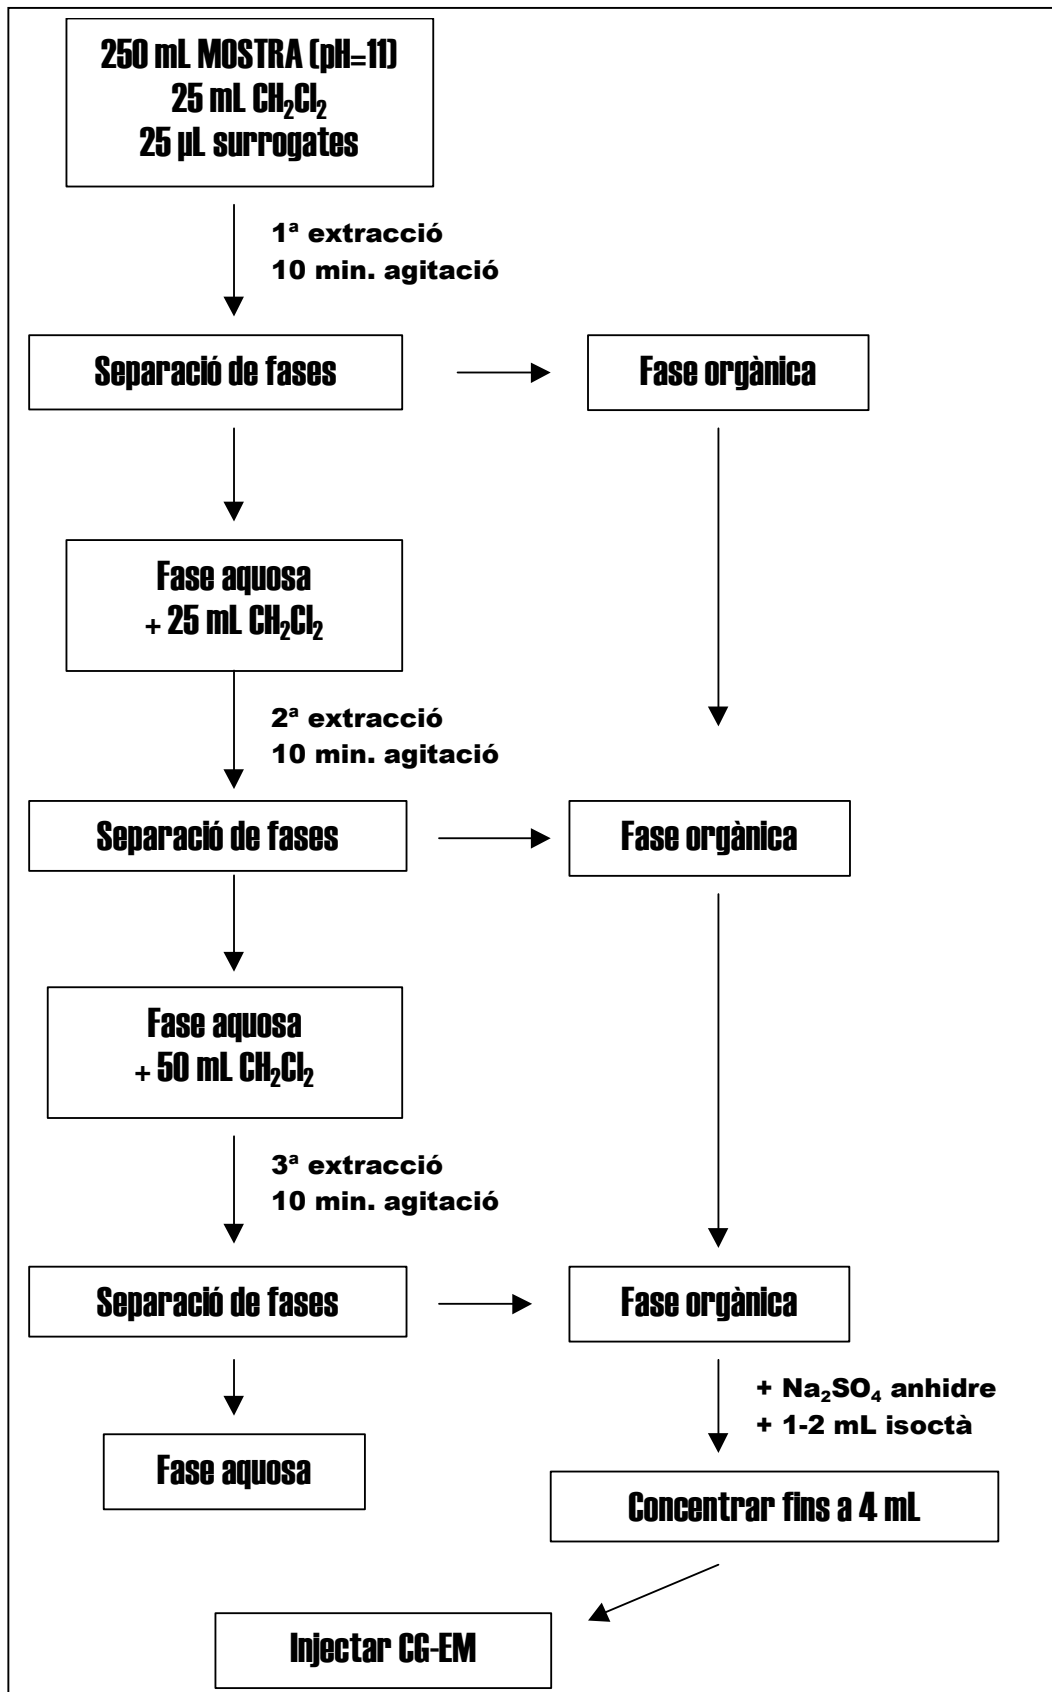 250 mL MOSTRA (pH=11)
25 mL CH₂Cl₂
25 µL surrogates
1ª extracció
10 min. agitació
Separació de fases
Fase orgànica
Fase aquosa
+ 25 mL CH₂Cl₂
2ª extracció
10 min. agitació
Separació de fases
Fase orgànica
Fase aquosa
+ 50 mL CH₂Cl₂
3ª extracció
10 min. agitació
Separació de fases
Fase orgànica
+ Na₂SO₄ anhidre
+ 1-2 mL isoctà
Fase aquosa
Concentrar fins a 4 mL
Injectar CG-EM